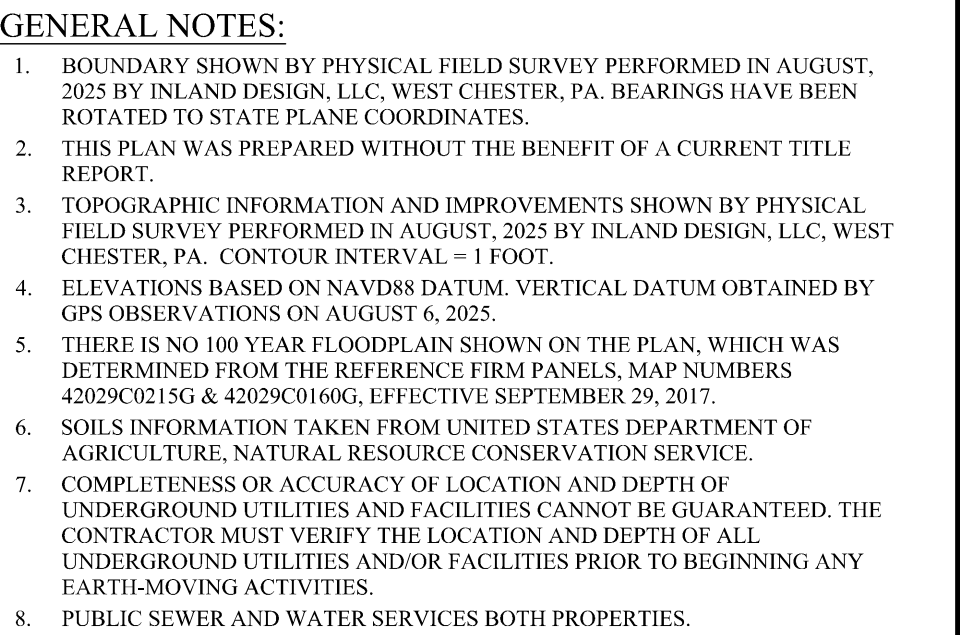 GENERAL NOTES:
1. BOUNDARY SHOWN BY PHYSICAL FIELD SURVEY PERFORMED IN AUGUST,
2025 BY INLAND DESIGN, LLC, WEST CHESTER, PA. BEARINGS HAVE BEEN
ROTATED TO STATE PLANE COORDINATES.
2. THIS PLAN WAS PREPARED WITHOUT THE BENEFIT OF A CURRENT TITLE
REPORT.
3. TOPOGRAPHIC INFORMATION AND IMPROVEMENTS SHOWN BY PHYSICAL
FIELD SURVEY PERFORMED IN AUGUST, 2025 BY INLAND DESIGN, LLC, WEST
CHESTER, PA. CONTOUR INTERVAL = 1 FOOT.
4. ELEVATIONS BASED ON NAVD88 DATUM. VERTICAL DATUM OBTAINED BY
GPS OBSERVATIONS ON AUGUST 6, 2025.
5. THERE IS NO 100 YEAR FLOODPLAIN SHOWN ON THE PLAN, WHICH WAS
DETERMINED FROM THE REFERENCE FIRM PANELS, MAP NUMBERS
42029C0215G & 42029C0160G, EFFECTIVE SEPTEMBER 29, 2017.
6. SOILS INFORMATION TAKEN FROM UNITED STATES DEPARTMENT OF
AGRICULTURE, NATURAL RESOURCE CONSERVATION SERVICE.
7. COMPLETENESS OR ACCURACY OF LOCATION AND DEPTH OF
UNDERGROUND UTILITIES AND FACILITIES CANNOT BE GUARANTEED. THE
CONTRACTOR MUST VERIFY THE LOCATION AND DEPTH OF ALL
UNDERGROUND UTILITIES AND/OR FACILITIES PRIOR TO BEGINNING ANY
EARTH-MOVING ACTIVITIES.
8. PUBLIC SEWER AND WATER SERVICES BOTH PROPERTIES.